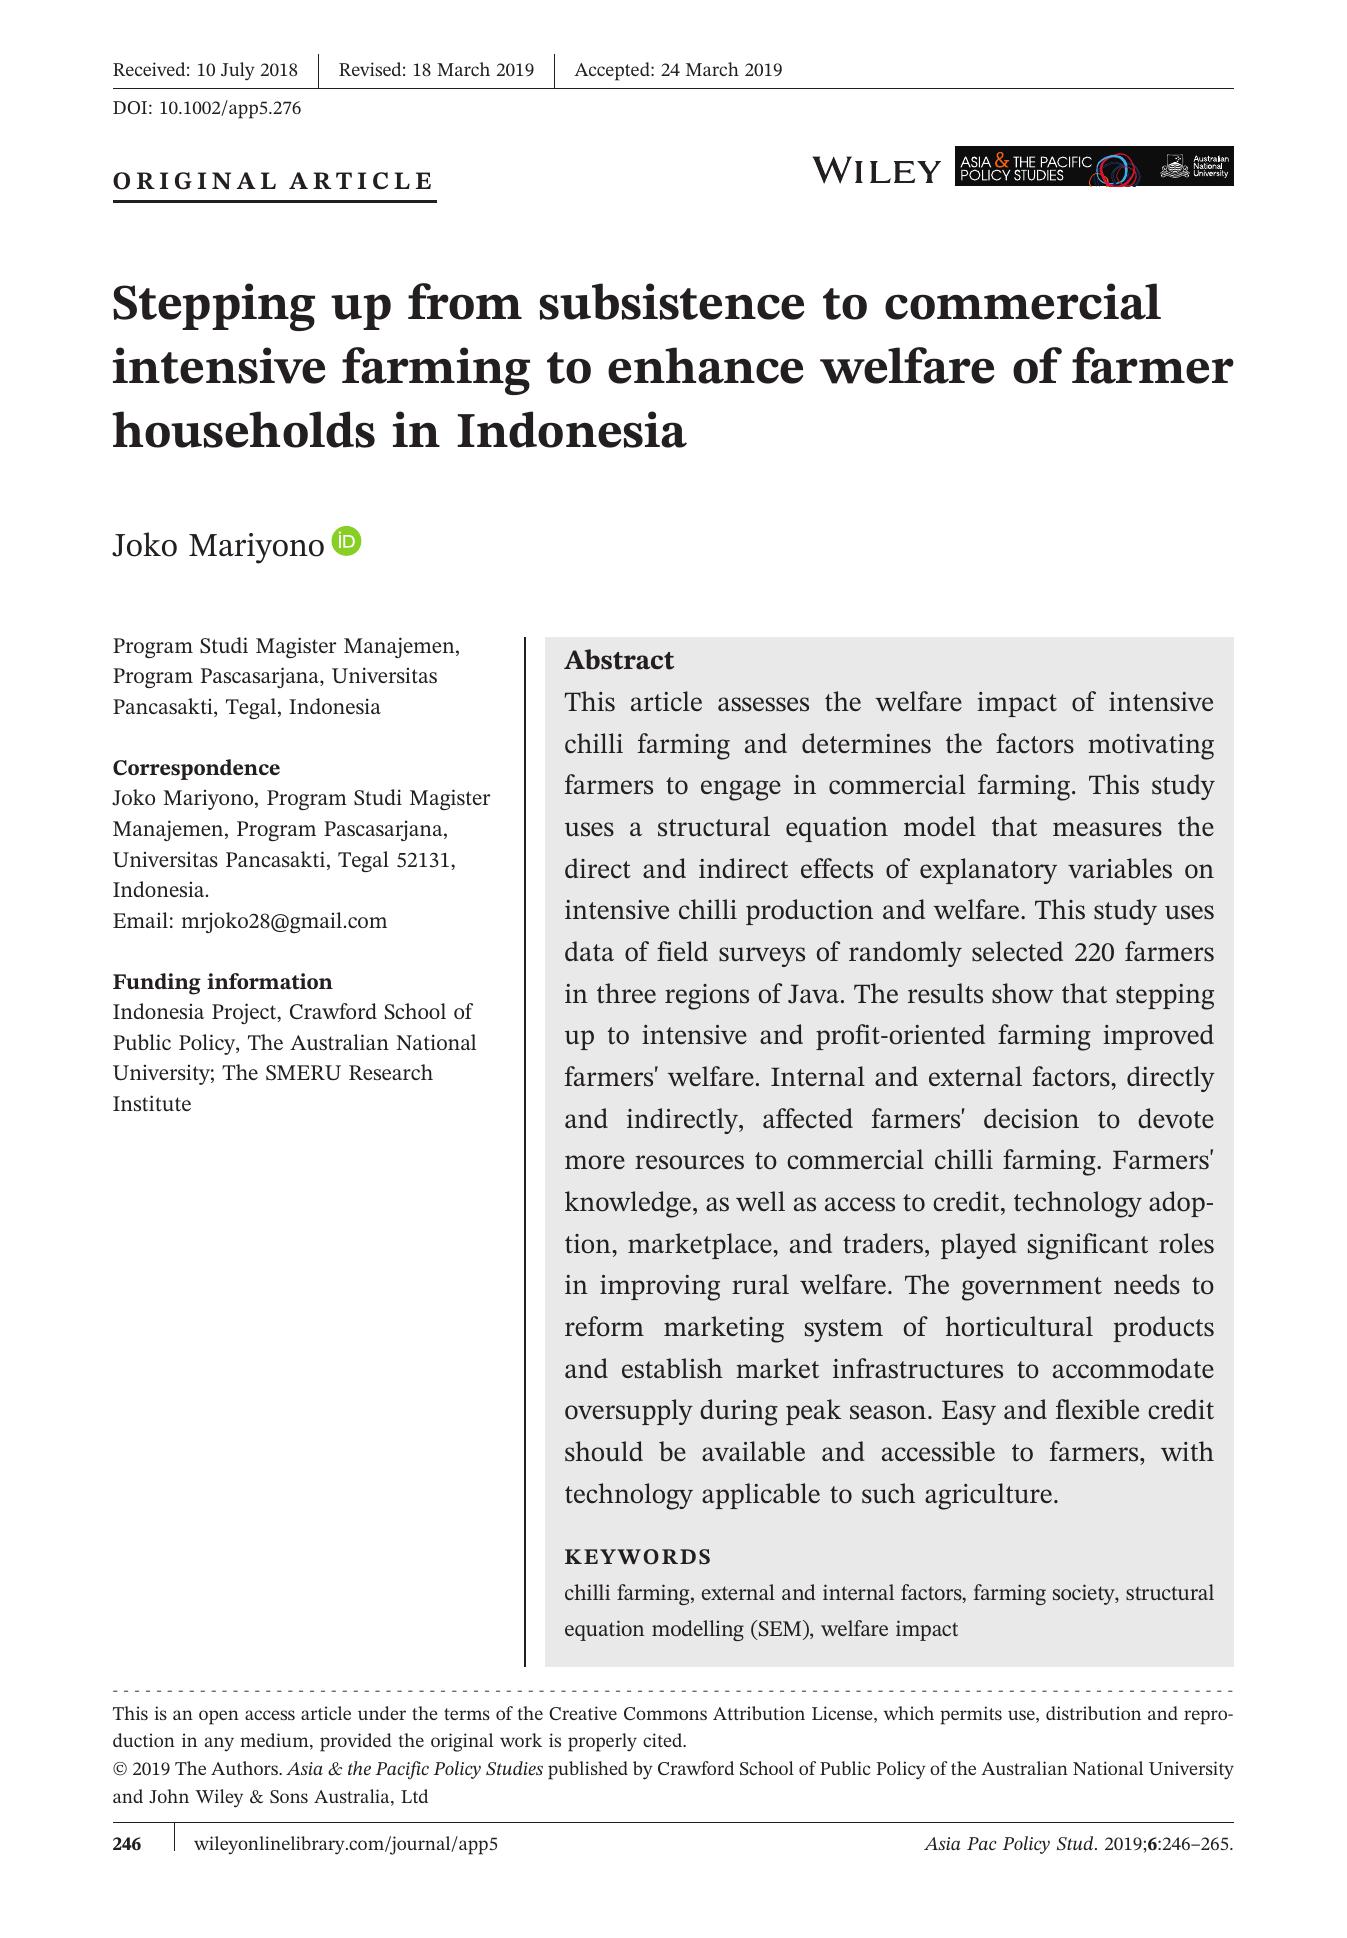 Received: 10 July 2018 Revised: 18 March 2019 Accepted: 24 March 2019
DOI: 10.1002/app5.276
ORIGINAL ARTICLE
WILEY
ASIA & THE PACIFIC
POLICY STUDIES
Australian
National
University
Stepping up from subsistence to commercial
intensive farming to enhance welfare of farmer
households in Indonesia
Joko Mariyono iD
Program Studi Magister Manajemen,
Program Pascasarjana, Universitas
Pancasakti, Tegal, Indonesia
Correspondence
Joko Mariyono, Program Studi Magister
Manajemen, Program Pascasarjana,
Universitas Pancasakti, Tegal 52131,
Indonesia.
Email: mrjoko28@gmail.com
Funding information
Indonesia Project, Crawford School of
Public Policy, The Australian National
University; The SMERU Research
Institute
Abstract
This article assesses the welfare impact of intensive
chilli farming and determines the factors motivating
farmers to engage in commercial farming. This study
uses a structural equation model that measures the
direct and indirect effects of explanatory variables on
intensive chilli production and welfare. This study uses
data of field surveys of randomly selected 220 farmers
in three regions of Java. The results show that stepping
up to intensive and profit-oriented farming improved
farmers' welfare. Internal and external factors, directly
and indirectly, affected farmers' decision to devote
more resources to commercial chilli farming. Farmers'
knowledge, as well as access to credit, technology adop-
tion, marketplace, and traders, played significant roles
in improving rural welfare. The government needs to
reform marketing system of horticultural products
and establish market infrastructures to accommodate
oversupply during peak season. Easy and flexible credit
should be available and accessible to farmers, with
technology applicable to such agriculture.
KEYWORDS
chilli farming, external and internal factors, farming society, structural
equation modelling (SEM), welfare impact
This is an open access article under the terms of the Creative Commons Attribution License, which permits use, distribution and repro-
duction in any medium, provided the original work is properly cited.
© 2019 The Authors. Asia & the Pacific Policy Studies published by Crawford School of Public Policy of the Australian National University
and John Wiley & Sons Australia, Ltd
246 wileyonlinelibrary.com/journal/app5 Asia Pac Policy Stud. 2019;6:246–265.